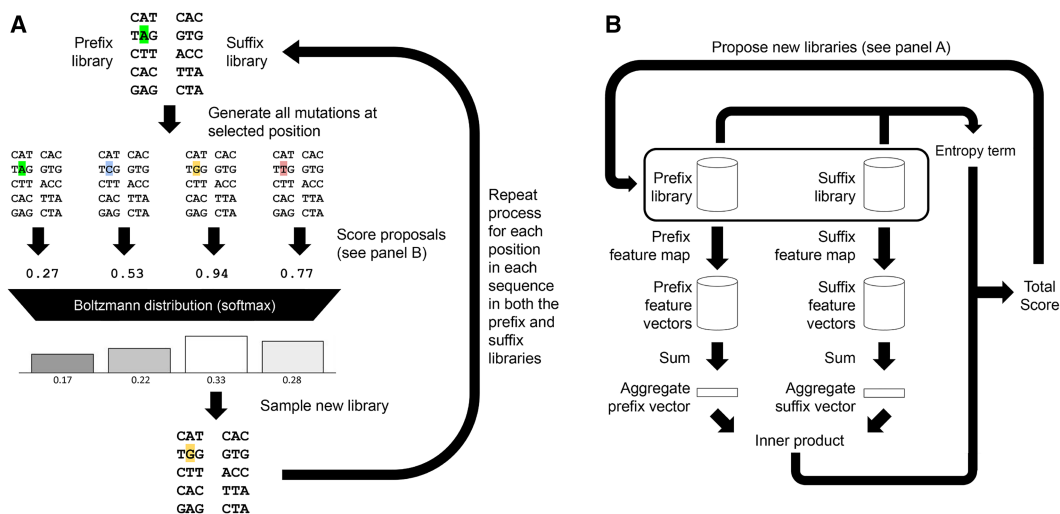 A
Prefix
library
CAT CAC
TAG GTG
CTT ACC
CAC TTA
GAG CTA
Suffix
library
Generate all mutations at
selected position
CAT CAC
TAG GTG
CTT ACC
CAC TTA
GAG CTA
CAT CAC
TCG GTG
CTT ACC
CAC TTA
GAG CTA
CAT CAC
TGG GTG
CTT ACC
CAC TTA
GAG CTA
CAT CAC
TTG GTG
CTT ACC
CAC TTA
GAG CTA
Score proposals
(see panel B)
0.27 0.53 0.94 0.77
Boltzmann distribution (softmax)
0.17 0.22 0.33 0.28
Sample new library
CAT CAC
TGG GTG
CTT ACC
CAC TTA
GAG CTA
Repeat
process
for each
position
in each
sequence
in both the
prefix and
suffix
libraries
B
Propose new libraries (see panel A)
Entropy term
Prefix
library
Suffix
library
Prefix
feature map
Suffix
feature map
Prefix
feature
vectors
Suffix
feature
vectors
Total
Score
Sum
Sum
Aggregate
prefix vector
Aggregate
suffix vector
Inner product